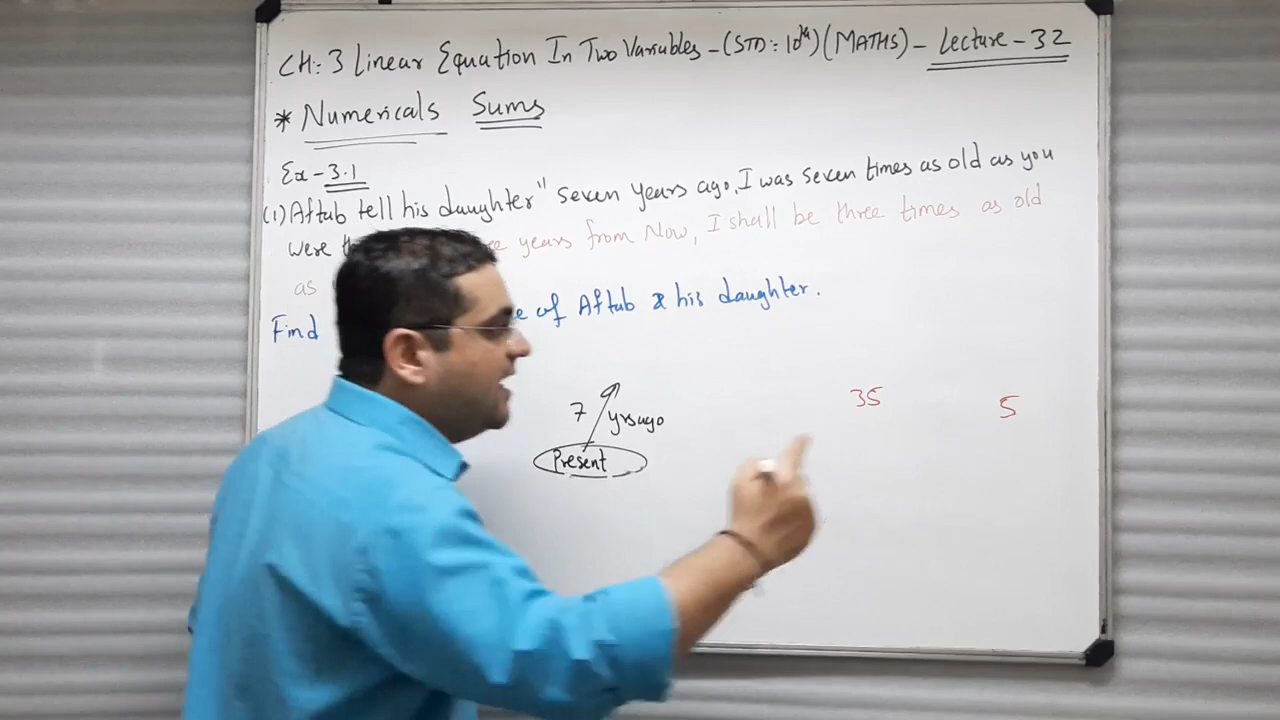 CH: 3 Linear Equation In Two Variables - (STD: 10th) (MATHS) - Lecture - 32
* Numericals Sums
Ex - 3.1
(1) Aftab tell his daughter" seven years ago, I was seven times as old as you
were years from Now, I shall be three times as old
as
Find of Aftab & his daughter.
7 yrs ago
35 5
Present